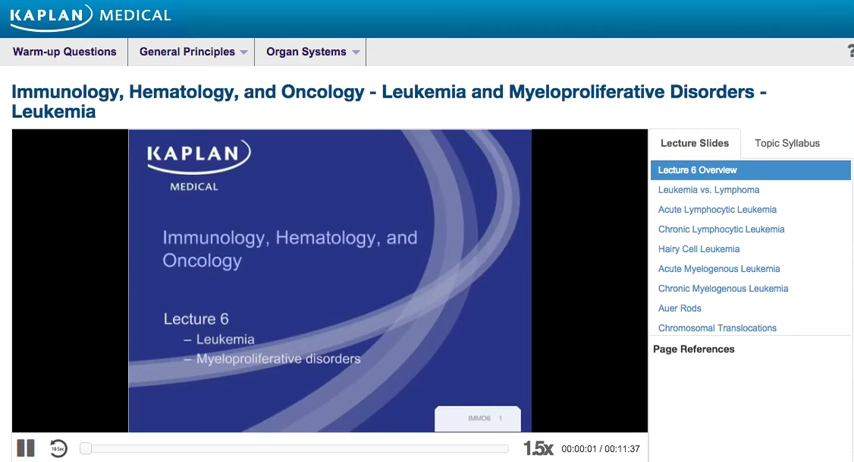 KAPLAN MEDICAL
Warm-up Questions General Principles Organ Systems ?
Immunology, Hematology, and Oncology - Leukemia and Myeloproliferative Disorders -
Leukemia
KAPLAN
MEDICAL
Immunology, Hematology, and
Oncology
Lecture 6
– Leukemia
– Myeloproliferative disorders
IMMO6 1
10 Sec
1.5x 00:00:01 / 00:11:37
Lecture Slides Topic Syllabus
Lecture 6 Overview
Leukemia vs. Lymphoma
Acute Lymphocytic Leukemia
Chronic Lymphocytic Leukemia
Hairy Cell Leukemia
Acute Myelogenous Leukemia
Chronic Myelogenous Leukemia
Auer Rods
Chromosomal Translocations
Page References